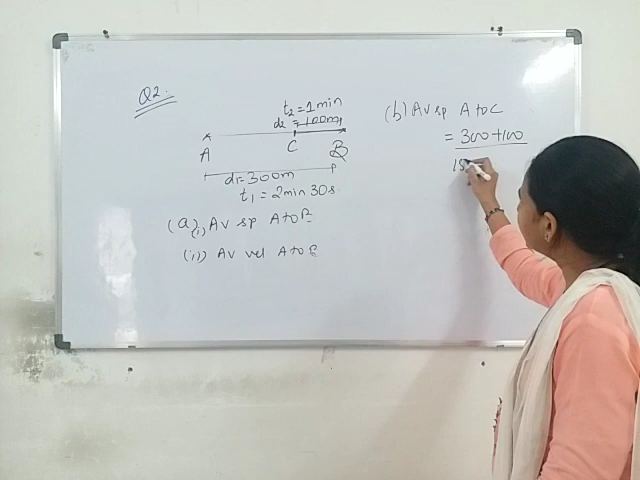 Q2.
t2 = 1 min
d2 = 100m
A C B
d1 = 300m
t1 = 2min 30s.
(a) (i) Av sp A to B
(ii) Av vel A to B
(b) Av sp A to C
= 300 + 100
15